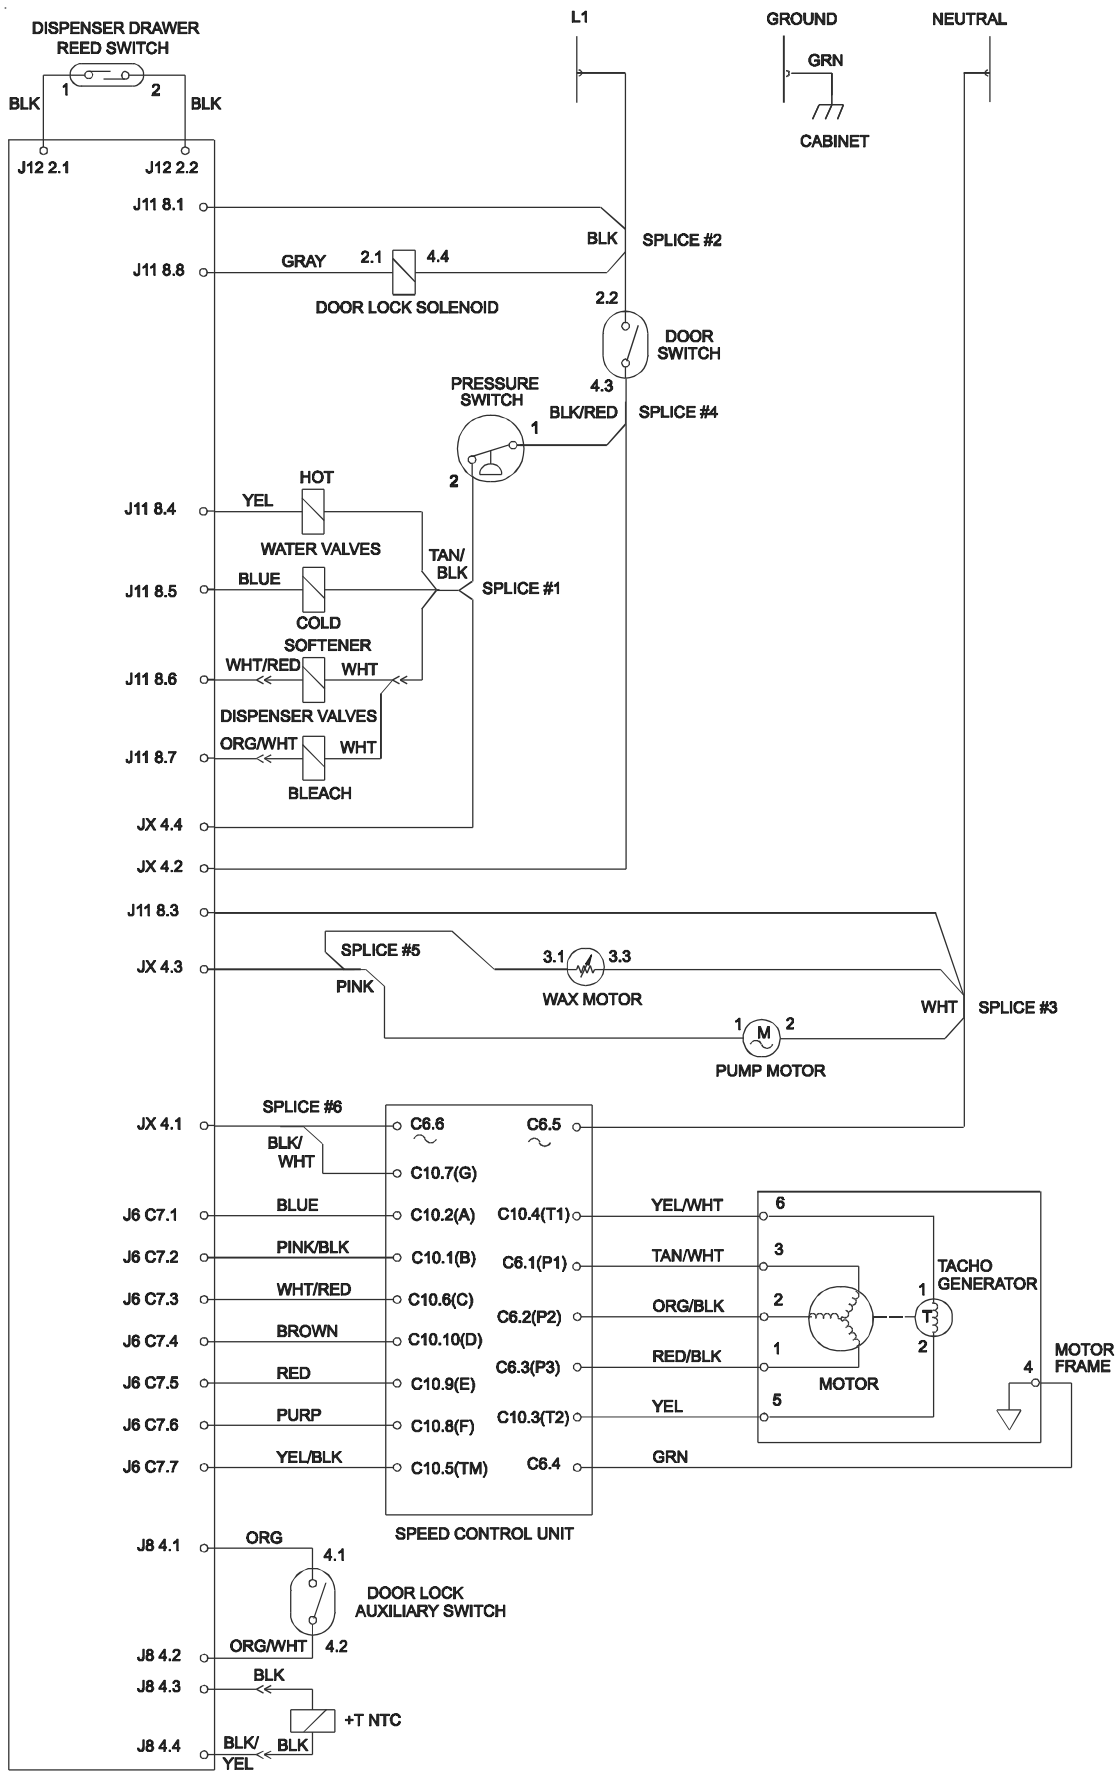 L1
GROUND
NEUTRAL
DISPENSER DRAWER
REED SWITCH
GRN
1
2
BLK
BLK
CABINET
J12 2.1
J12 2.2
J11 8.1
BLK
SPLICE #2
J11 8.8
GRAY
2.1
4.4
DOOR LOCK SOLENOID
2.2
DOOR
SWITCH
4.3
PRESSURE
SWITCH
BLK/RED
SPLICE #4
1
2
HOT
J11 8.4
YEL
WATER VALVES
TAN/
BLK
J11 8.5
BLUE
SPLICE #1
COLD
SOFTENER
J11 8.6
WHT/RED
WHT
DISPENSER VALVES
J11 8.7
ORG/WHT
WHT
BLEACH
JX 4.4
JX 4.2
J11 8.3
SPLICE #5
3.1
3.3
JX 4.3
PINK
WAX MOTOR
WHT
SPLICE #3
1
M
2
PUMP MOTOR
SPLICE #6
JX 4.1
C6.6
C6.5
BLK/
WHT
C10.7(G)
J6 C7.1
BLUE
C10.2(A)
C10.4(T1)
YEL/WHT
6
J6 C7.2
PINK/BLK
C10.1(B)
C6.1(P1)
TAN/WHT
3
TACHO
GENERATOR
1
J6 C7.3
WHT/RED
C10.6(C)
C6.2(P2)
ORG/BLK
2
T
J6 C7.4
BROWN
C10.10(D)
C6.3(P3)
RED/BLK
1
2
MOTOR
MOTOR
FRAME
4
J6 C7.5
RED
C10.9(E)
C10.3(T2)
YEL
5
J6 C7.6
PURP
C10.8(F)
J6 C7.7
YEL/BLK
C10.5(TM)
C6.4
GRN
SPEED CONTROL UNIT
J8 4.1
ORG
4.1
DOOR LOCK
AUXILIARY SWITCH
J8 4.2
ORG/WHT
4.2
J8 4.3
BLK
+T NTC
J8 4.4
BLK/
YEL
BLK